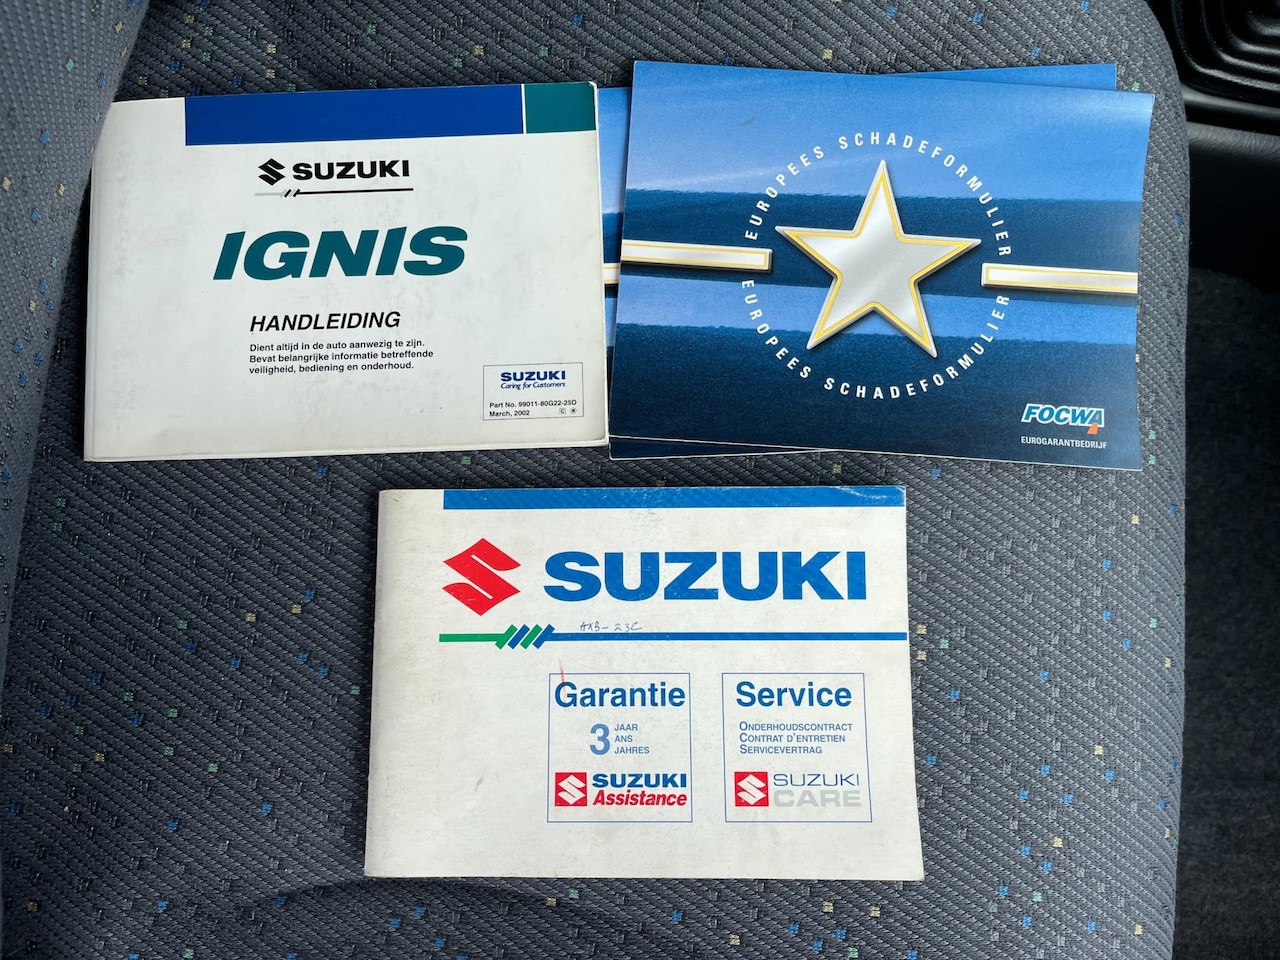 SUZUKI
IGNIS
HANDLEIDING
Dient altijd in de auto aanwezig te zijn.
Bevat belangrijke informatie betreffende
veiligheid, bediening en onderhoud.
SUZUKI
Caring for Customers
Part No. 99011-80G22-25D
March, 2002
EUROPEES SCHADEFORMULIER
EUROPEES SCHADEFORMULIER
FOCWA
EUROGARANTBEDRIJF
SUZUKI
Garantie
3 JAAR
ANS
JAHRES
SUZUKI
Assistance
Service
ONDERHOUDSCONTRACT
CONTRAT D'ENTRETIEN
SERVICEVERTRAG
SUZUKI
CARE